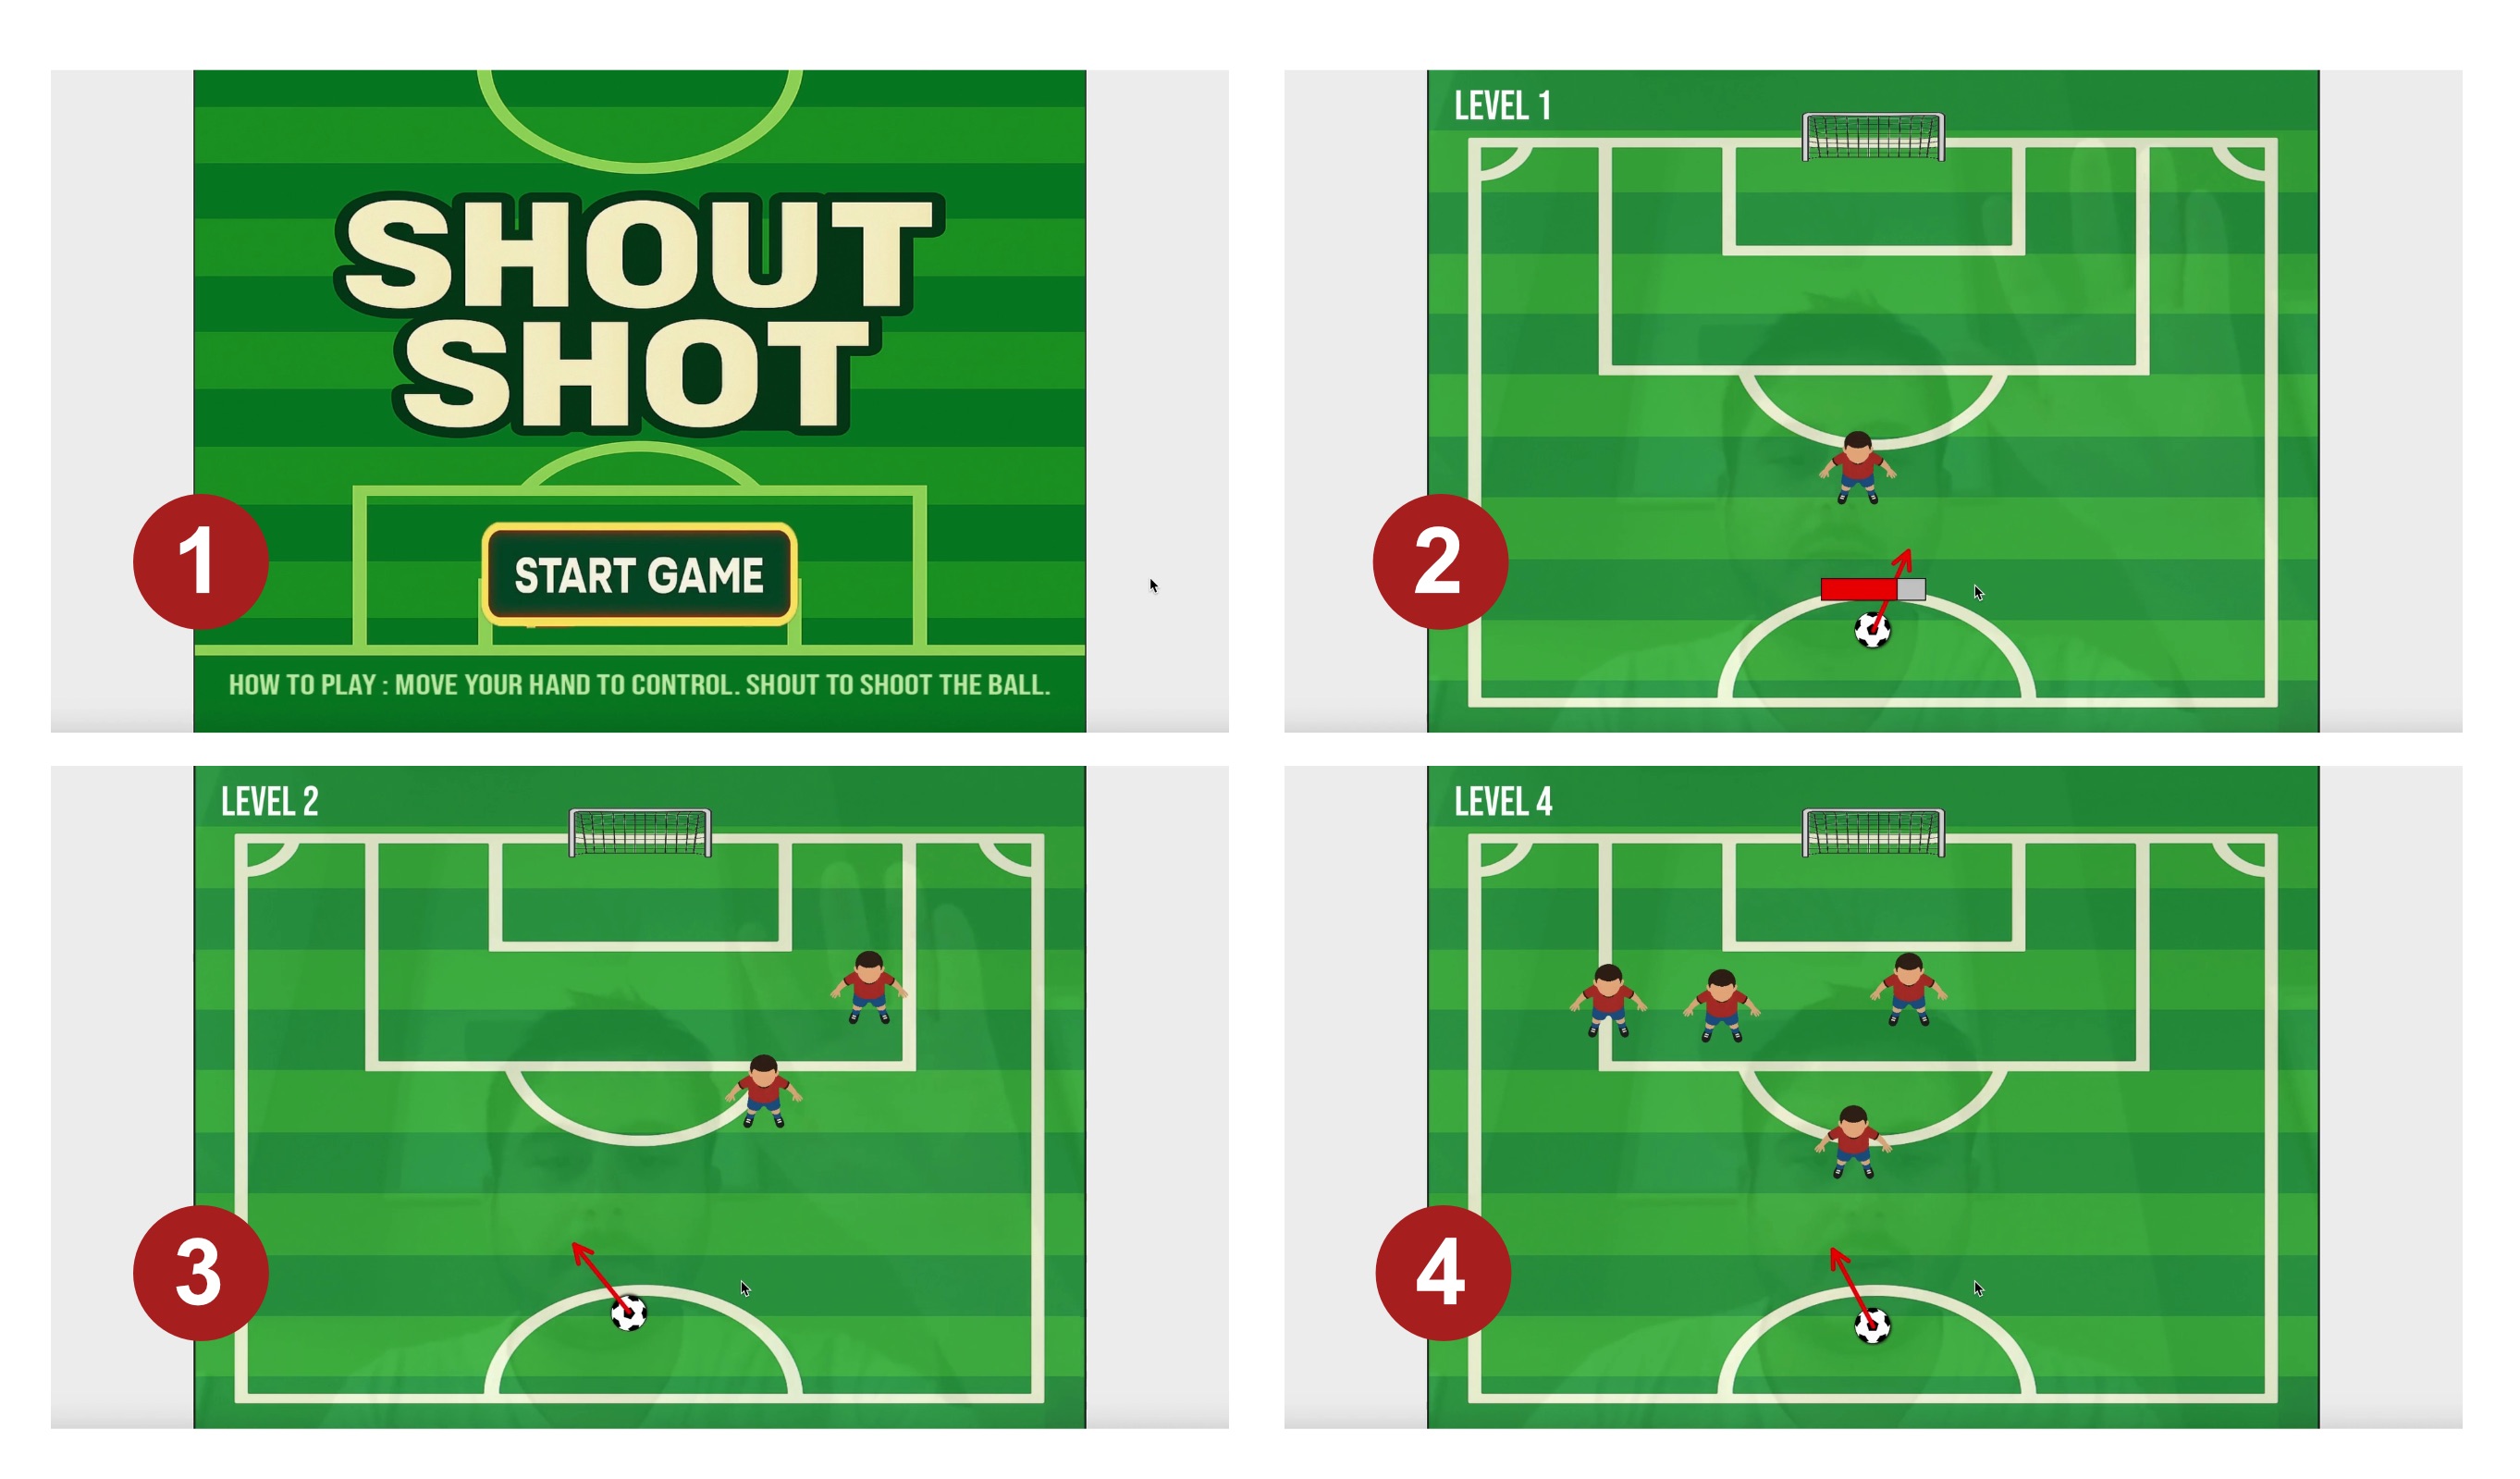 SHOUT
SHOT
START GAME
1
HOW TO PLAY : MOVE YOUR HAND TO CONTROL. SHOUT TO SHOOT THE BALL.
LEVEL 1
2
LEVEL 2
3
LEVEL 4
4